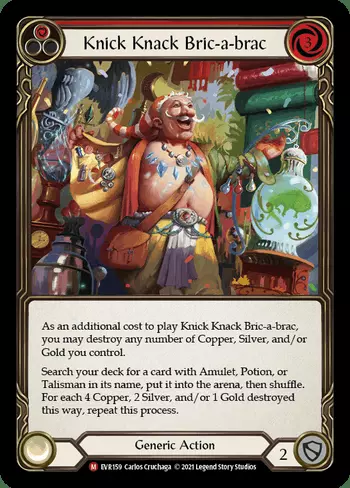 Knick Knack Bric-a-brac
3
As an additional cost to play Knick Knack Bric-a-brac,
you may destroy any number of Copper, Silver, and/or
Gold you control.
Search your deck for a card with Amulet, Potion, or
Talisman in its name, put it into the arena, then shuffle.
For each 4 Copper, 2 Silver, and/or 1 Gold destroyed
this way, repeat this process.
Generic Action
2
M EVR159 Carlos Cruchaga © 2021 Legend Story Studios